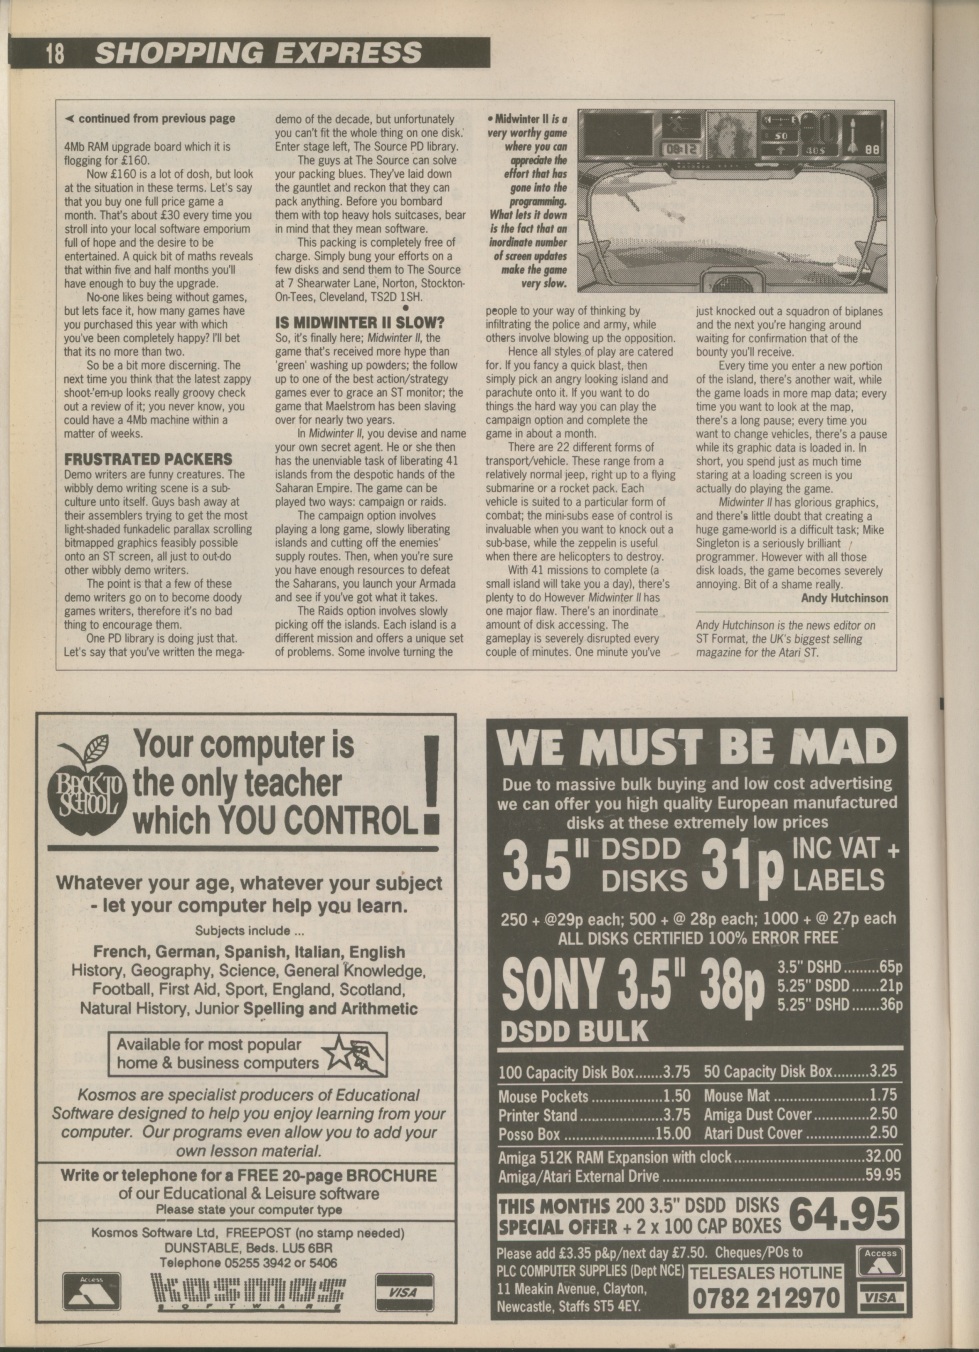 18 SHOPPING EXPRESS
< continued from previous page
4Mb RAM upgrade board which it is
flogging for £160.
Now £160 is a lot of dosh, but look
at the situation in these terms. Let's say
that you buy one full price game a
month. That's about £30 every time you
stroll into your local software emporium
full of hope and the desire to be
entertained. A quick bit of maths reveals
that within five and half months you'll
have enough to buy the upgrade.
No-one likes being without games,
but lets face it, how many games have
you purchased this year with which
you've been completely happy? I'll bet
that its no more than two.
So be a bit more discerning. The
next time you think that the latest zappy
shoot-'em-up looks really groovy check
out a review of it; you never know, you
could have a 4Mb machine within a
matter of weeks.
FRUSTRATED PACKERS
Demo writers are funny creatures. The
wibbly demo writing scene is a sub-
culture unto itself. Guys bash away at
their assemblers trying to get the most
light-shaded funkadelic parallax scrolling
bitmapped graphics feasibly possible
onto an ST screen, all just to out-do
other wibbly demo writers.
The point is that a few of these
demo writers go on to become doody
games writers, therefore it's no bad
thing to encourage them.
One PD library is doing just that.
Let's say that you've written the mega-
demo of the decade, but unfortunately
you can't fit the whole thing on one disk.
Enter stage left, The Source PD library.
The guys at The Source can solve
your packing blues. They've laid down
the gauntlet and reckon that they can
pack anything. Before you bombard
them with top heavy hols suitcases, bear
in mind that they mean software.
This packing is completely free of
charge. Simply bung your efforts on a
few disks and send them to The Source
at 7 Shearwater Lane, Norton, Stockton-
On-Tees, Cleveland, TS2D 1SH.
IS MIDWINTER II SLOW?
So, it's finally here; Midwinter II, the
game that's received more hype than
'green' washing up powders; the follow
up to one of the best action/strategy
games ever to grace an ST monitor; the
game that Maelstrom has been slaving
over for nearly two years.
In Midwinter II, you devise and name
your own secret agent. He or she then
has the unenviable task of liberating 41
islands from the despotic hands of the
Saharan Empire. The game can be
played two ways: campaign or raids.
The campaign option involves
playing a long game, slowly liberating
islands and cutting off the enemies'
supply routes. Then, when you're sure
you have enough resources to defeat
the Saharans, you launch your Armada
and see if you've got what it takes.
The Raids option involves slowly
picking off the islands. Each island is a
different mission and offers a unique set
of problems. Some involve turning the
• Midwinter II is a
very worthy game
where you can
appreciate the
effort that has
gone into the
programming.
What lets it down
is the fact that an
inordinate number
of screen updates
make the game
very slow.
08:12
50
405
88
people to your way of thinking by
infiltrating the police and army, while
others involve blowing up the opposition.
Hence all styles of play are catered
for. If you fancy a quick blast, then
simply pick an angry looking island and
parachute onto it. If you want to do
things the hard way you can play the
campaign option and complete the
game in about a month.
There are 22 different forms of
transport/vehicle. These range from a
relatively normal jeep, right up to a flying
submarine or a rocket pack. Each
vehicle is suited to a particular form of
combat; the mini-subs ease of control is
invaluable when you want to knock out a
sub-base, while the zeppelin is useful
when there are helicopters to destroy.
With 41 missions to complete (a
small island will take you a day), there's
plenty to do However Midwinter II has
one major flaw. There's an inordinate
amount of disk accessing. The
gameplay is severely disrupted every
couple of minutes. One minute you've
just knocked out a squadron of biplanes
and the next you're hanging around
waiting for confirmation that of the
bounty you'll receive.
Every time you enter a new portion
of the island, there's another wait, while
the game loads in more map data; every
time you want to look at the map,
there's a long pause; every time you
want to change vehicles, there's a pause
while its graphic data is loaded in. In
short, you spend just as much time
staring at a loading screen is you
actually do playing the game.
Midwinter II has glorious graphics,
and there's little doubt that creating a
huge game-world is a difficult task; Mike
Singleton is a seriously brilliant
programmer. However with all those
disk loads, the game becomes severely
annoying. Bit of a shame really.
Andy Hutchinson
Andy Hutchinson is the news editor on
ST Format, the UK's biggest selling
magazine for the Atari ST.
BACK TO
SCHOOL
Your computer is
the only teacher
which YOU CONTROL!
Whatever your age, whatever your subject
- let your computer help you learn.
Subjects include ...
French, German, Spanish, Italian, English
History, Geography, Science, General Knowledge,
Football, First Aid, Sport, England, Scotland,
Natural History, Junior Spelling and Arithmetic
Available for most popular
home & business computers
Kosmos are specialist producers of Educational
Software designed to help you enjoy learning from your
computer. Our programs even allow you to add your
own lesson material.
Write or telephone for a FREE 20-page BROCHURE
of our Educational & Leisure software
Please state your computer type
Kosmos Software Ltd, FREEPOST (no stamp needed)
DUNSTABLE, Beds. LU5 6BR
Telephone 05255 3942 or 5406
Access
KOSMOS
SOFTWARE
VISA
WE MUST BE MAD
Due to massive bulk buying and low cost advertising
we can offer you high quality European manufactured
disks at these extremely low prices
3.5" DSDD DISKS 31p INC VAT + LABELS
250 + @29p each; 500 + @ 28p each; 1000 + @ 27p each
ALL DISKS CERTIFIED 100% ERROR FREE
SONY 3.5" 38p
DSDD BULK
3.5" DSHD.........65p
5.25" DSDD.......21p
5.25" DSHD.......36p
100 Capacity Disk Box.......3.75 50 Capacity Disk Box.........3.25
Mouse Pockets..................1.50 Mouse Mat........................1.75
Printer Stand.....................3.75 Amiga Dust Cover..............2.50
Posso Box.......................15.00 Atari Dust Cover................2.50
Amiga 512K RAM Expansion with clock.................................32.00
Amiga/Atari External Drive...................................................59.95
THIS MONTHS 200 3.5" DSDD DISKS
SPECIAL OFFER + 2 x 100 CAP BOXES 64.95
Please add £3.35 p&p/next day £7.50. Cheques/POs to
PLC COMPUTER SUPPLIES (Dept NCE)
11 Meakin Avenue, Clayton,
Newcastle, Staffs ST5 4EY.
TELESALES HOTLINE
0782 212970
Access
VISA